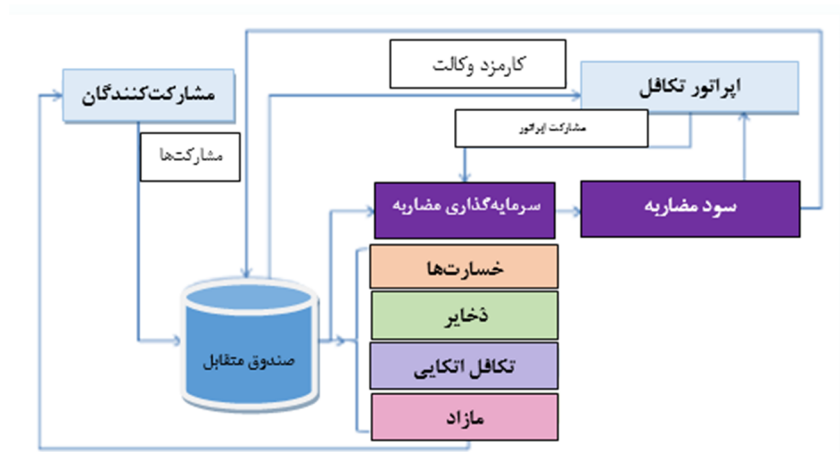 کارمزد وکالت
اپراتور تکافل
مشارکت‌کنندگان
مشارکت اپراتور
مشارکت‌ها
سرمایه‌گذاری مضاربه
سود مضاربه
خسارت‌ها
ذخایر
صندوق متقابل
تکافل اتکایی
مازاد